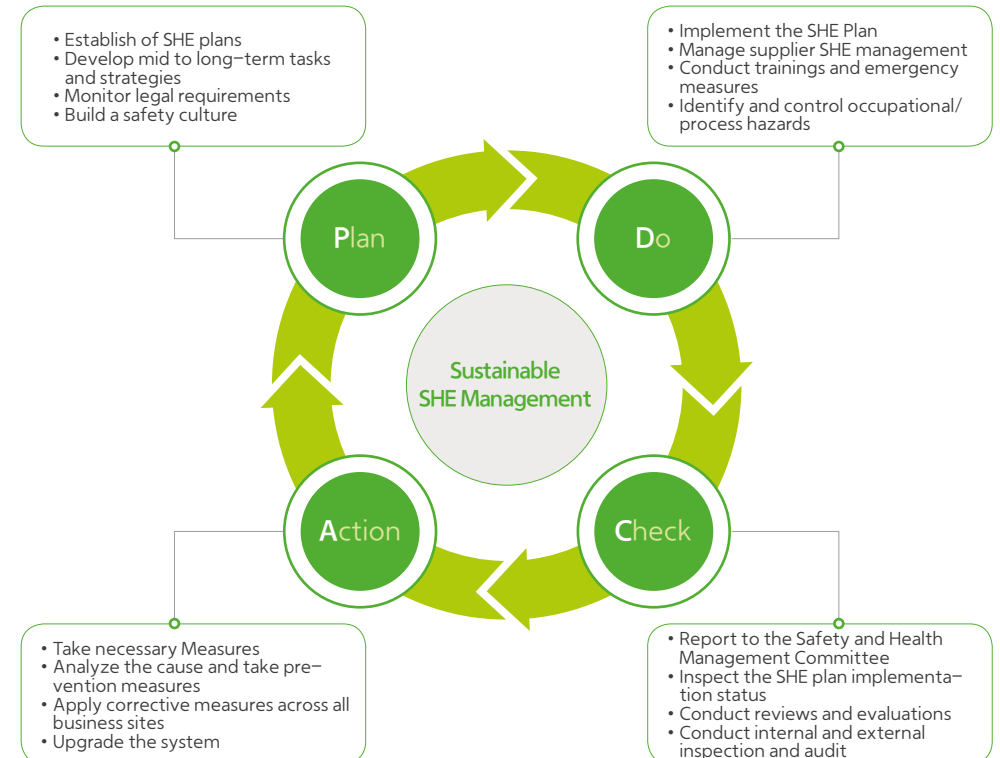 • Establish of SHE plans
• Develop mid to long-term tasks
and strategies
• Monitor legal requirements
• Build a safety culture
• Implement the SHE Plan
• Manage supplier SHE management
• Conduct trainings and emergency
measures
• Identify and control occupational/
process hazards
Plan
Do
Sustainable
SHE Management
Action
Check
• Take necessary Measures
• Analyze the cause and take pre-
vention measures
• Apply corrective measures across all
business sites
• Upgrade the system
• Report to the Safety and Health
Management Committee
• Inspect the SHE plan implementa-
tion status
• Conduct reviews and evaluations
• Conduct internal and external
inspection and audit